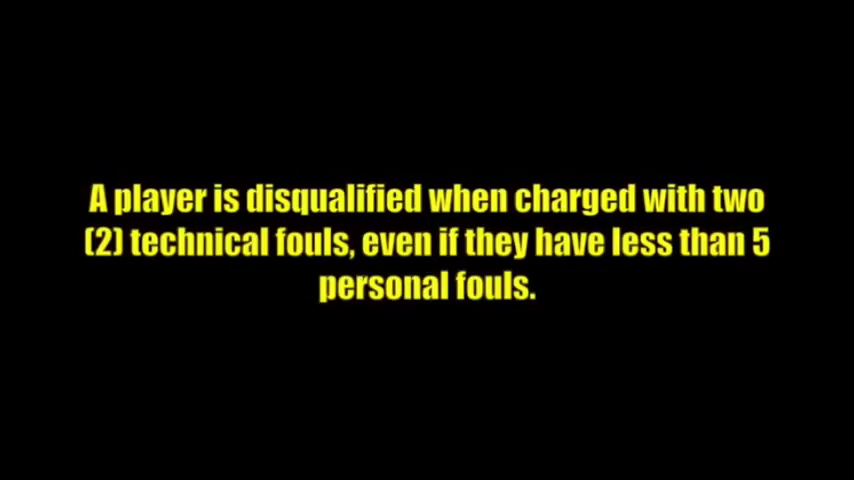 A player is disqualified when charged with two
(2) technical fouls, even if they have less than 5
personal fouls.